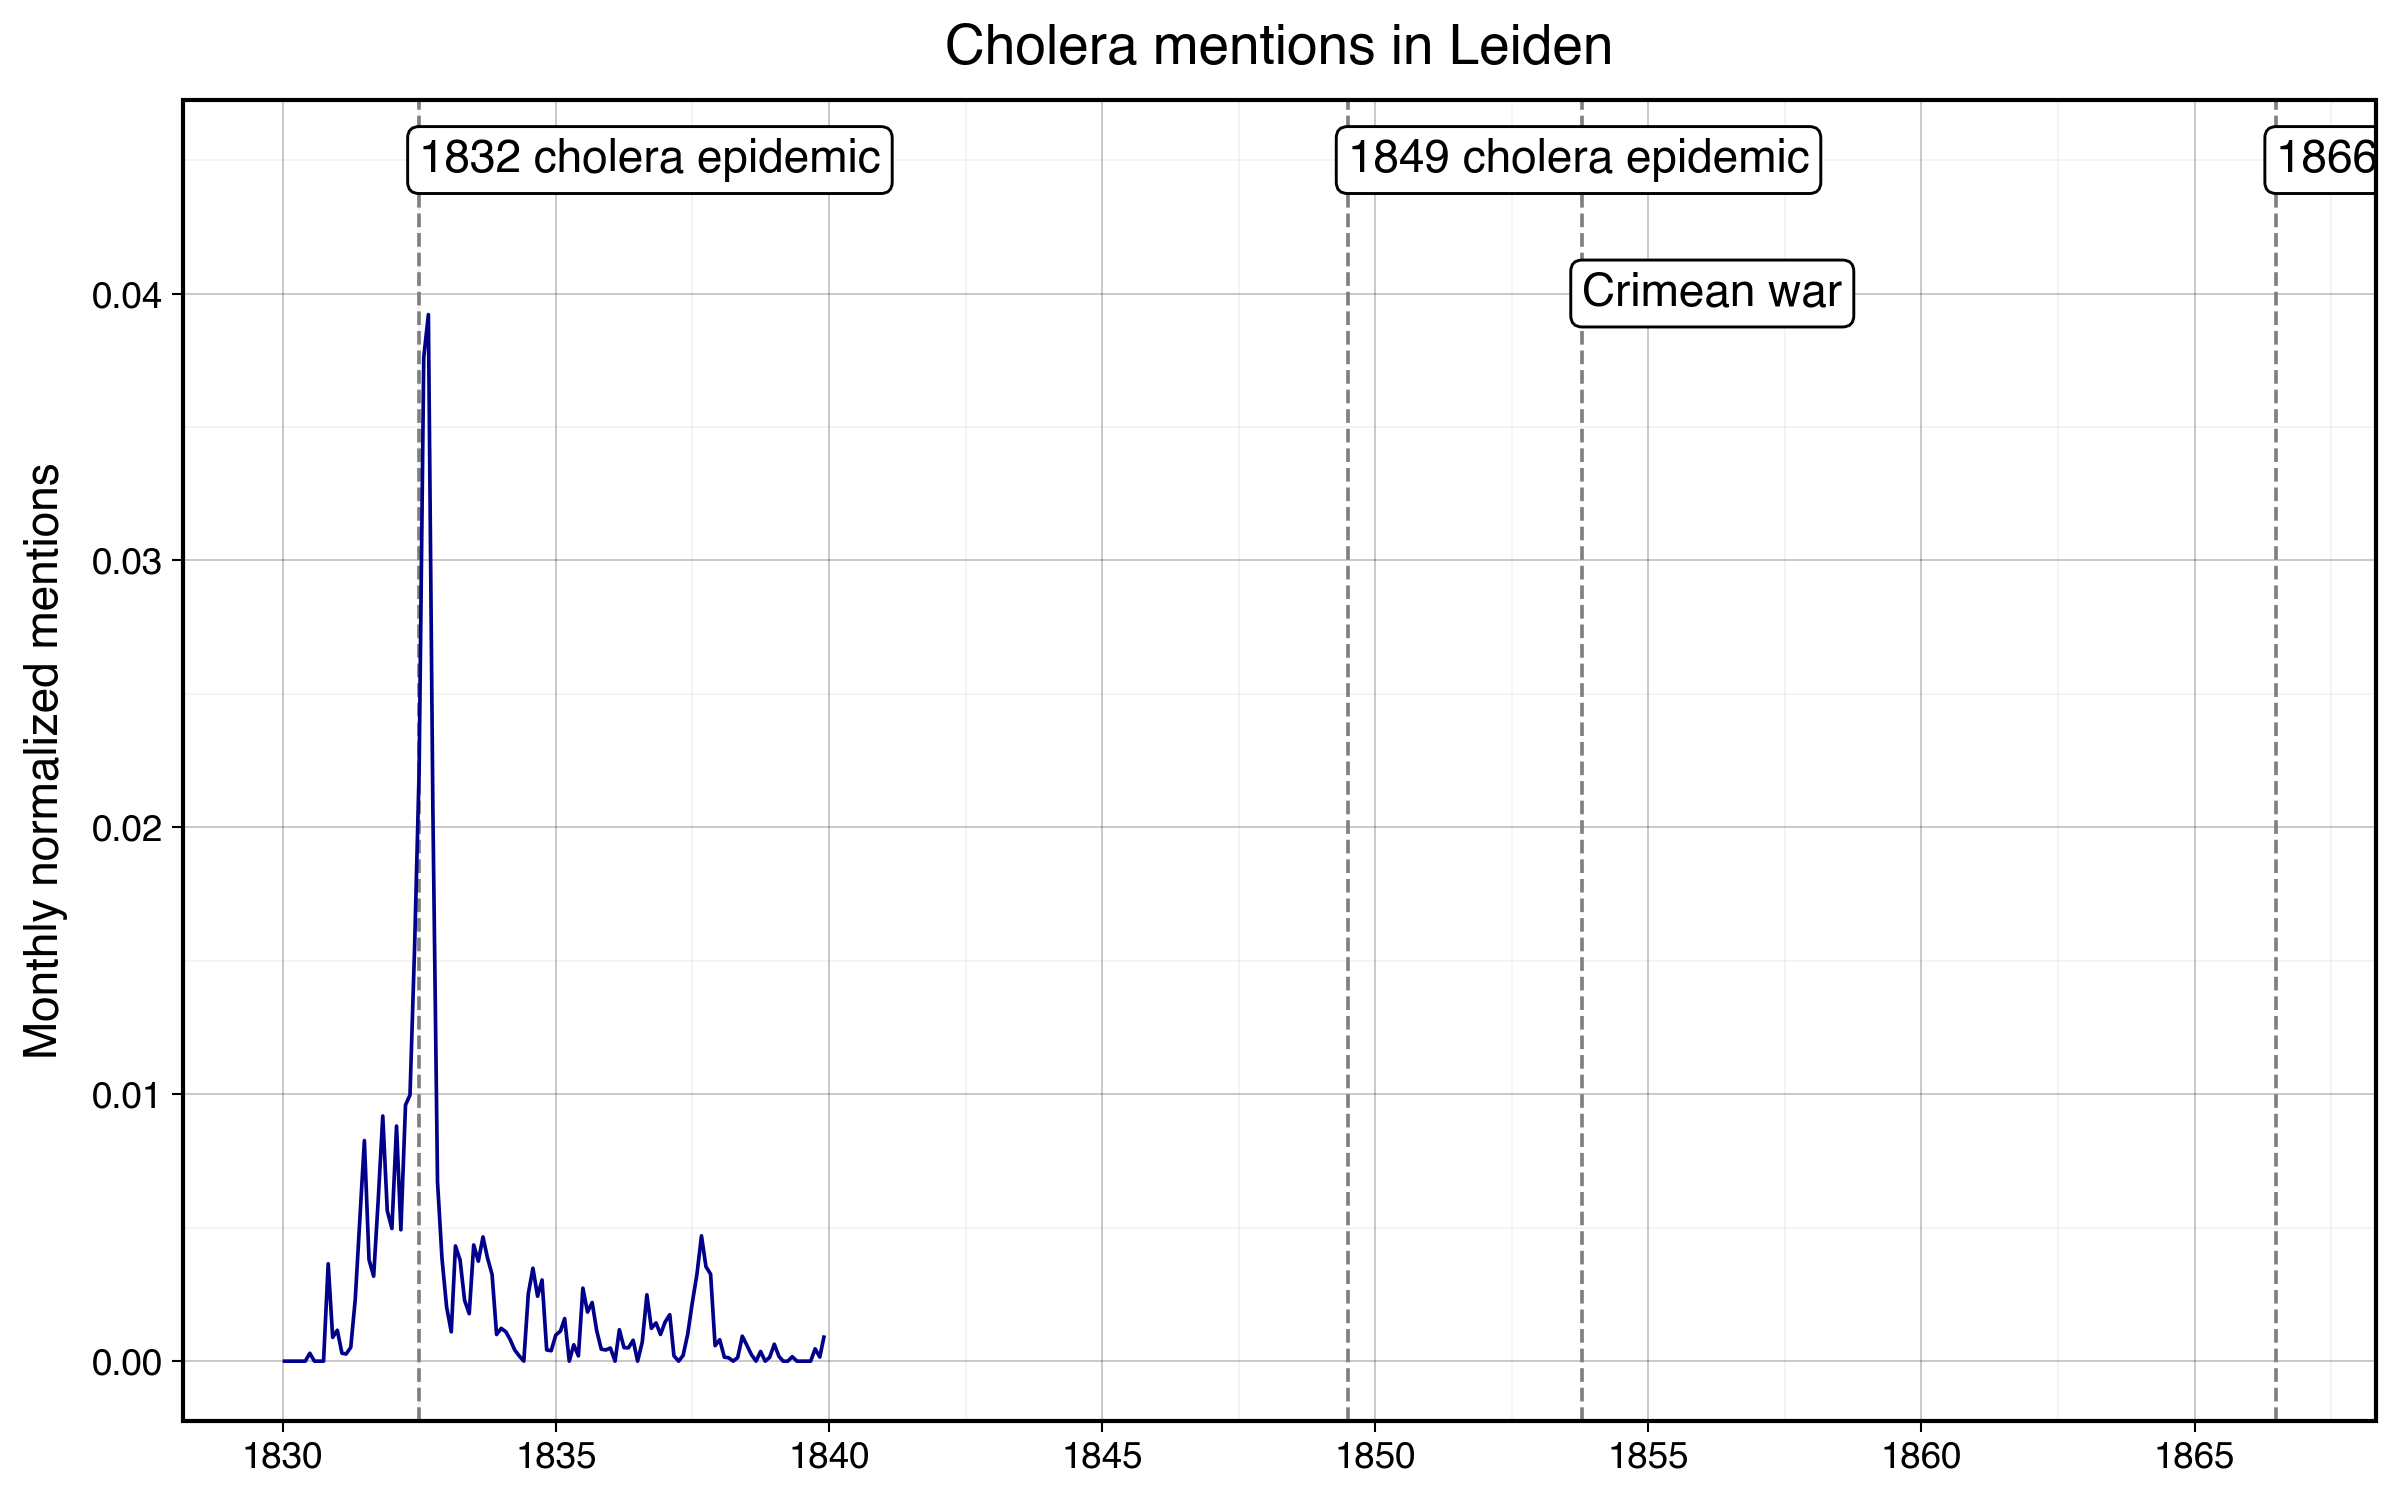 Cholera mentions in Leiden
1832 cholera epidemic
1849 cholera epidemic
1866
Crimean war
Monthly normalized mentions
0.04
0.03
0.02
0.01
0.00
1830
1835
1840
1845
1850
1855
1860
1865